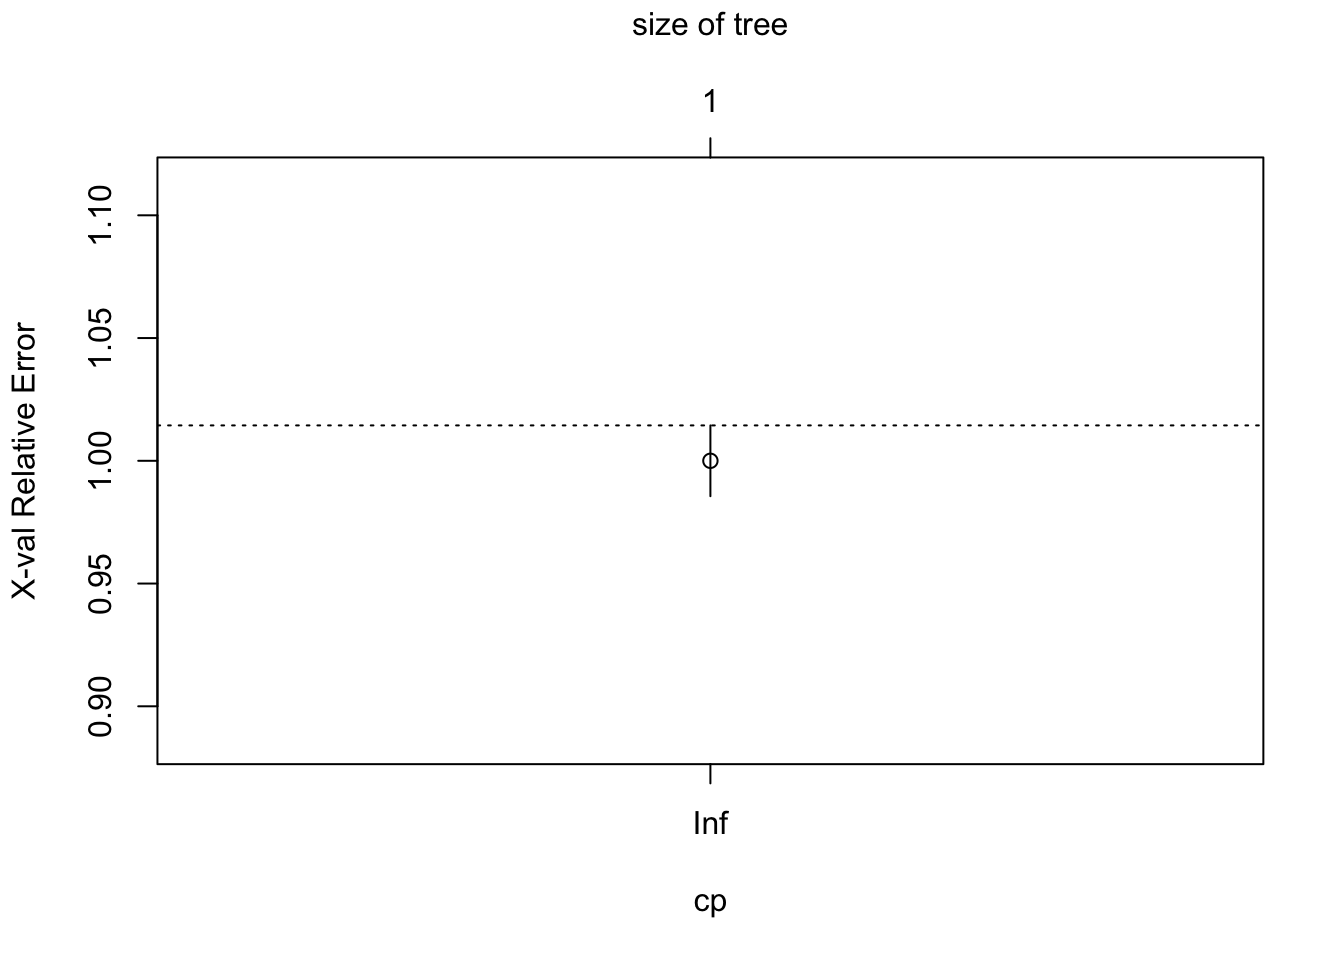 size of tree
1
X-val Relative Error
1.10
1.05
1.00
0.95
0.90
Inf
cp